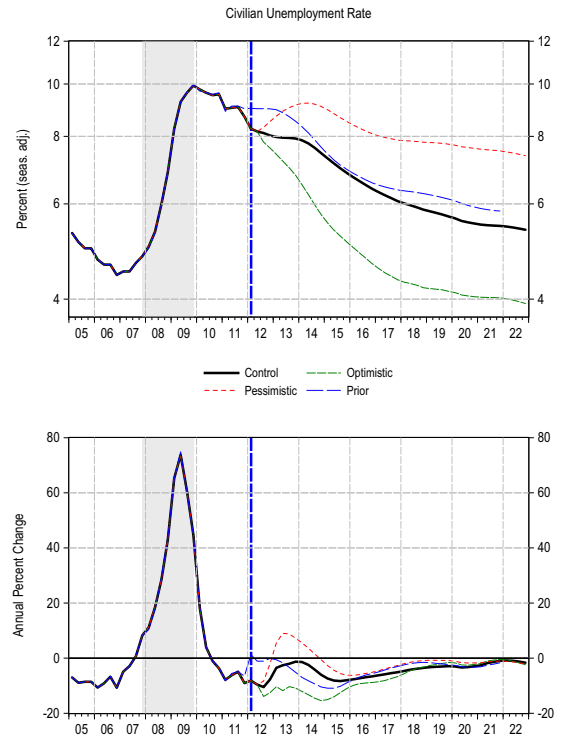 Civilian Unemployment Rate
12 12
10 10
8 8
6 6
4 4
Percent (seas. adj.)
05 06 07 08 09 10 11 12 13 14 15 16 17 18 19 20 21 22
Control Optimistic
Pessimistic Prior
80 80
60 60
40 40
20 20
0 0
-20 -20
Annual Percent Change
05 06 07 08 09 10 11 12 13 14 15 16 17 18 19 20 21 22